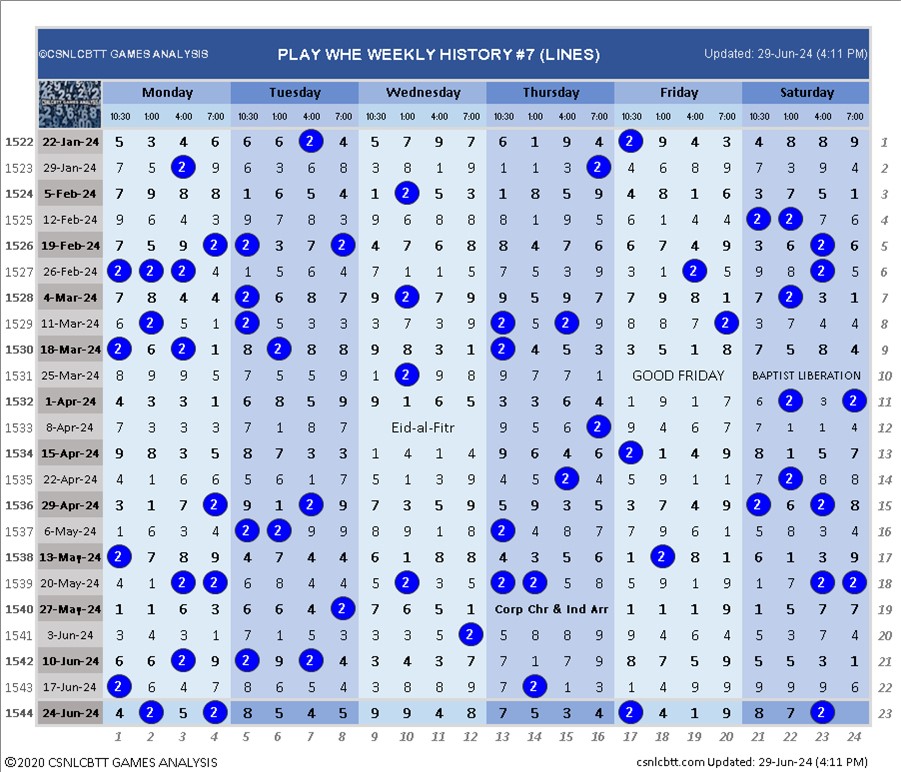 ©CSNLCBTT GAMES ANALYSIS PLAY WHE WEEKLY HISTORY #7 (LINES) Updated: 29-Jun-24 (4:11 PM)
Monday Tuesday Wednesday Thursday Friday Saturday
10:30 1:00 4:00 7:00 10:30 1:00 4:00 7:00 10:30 1:00 4:00 7:00 10:30 1:00 4:00 7:00 10:30 1:00 4:00 7:00 10:30 1:00 4:00 7:00
1522 22-Jan-24 5 3 4 6 6 6 2 4 5 7 9 7 6 1 9 4 2 9 4 3 4 8 8 9 1
1523 29-Jan-24 7 5 2 9 6 3 6 8 3 8 1 9 1 1 3 2 4 6 8 9 7 3 9 4 2
1524 5-Feb-24 7 9 8 8 1 6 5 4 1 2 5 3 1 8 5 9 4 8 1 6 3 7 5 1 3
1525 12-Feb-24 9 6 4 3 9 7 8 3 9 6 8 8 8 1 9 5 6 1 4 4 2 2 7 6 4
1526 19-Feb-24 7 5 9 2 2 3 7 2 4 7 6 8 8 4 7 6 6 7 4 9 3 6 2 6 5
1527 26-Feb-24 2 2 2 4 1 5 6 4 7 1 1 5 7 5 3 9 3 1 2 6 9 8 2 5 6
1528 4-Mar-24 7 8 4 4 2 6 8 7 9 2 7 9 9 5 9 7 7 9 8 1 7 2 3 1 7
1529 11-Mar-24 6 2 5 1 2 5 3 3 3 7 3 9 2 5 2 9 8 8 7 2 3 7 4 4 8
1530 18-Mar-24 2 6 2 1 8 2 8 8 9 8 3 1 2 4 5 3 3 5 1 8 7 5 8 4 9
1531 25-Mar-24 8 9 9 5 7 5 5 9 1 2 9 8 9 7 7 1 GOOD FRIDAY BAPTIST LIBERATION 10
1532 1-Apr-24 4 3 3 1 6 8 5 9 9 1 6 5 3 3 6 4 1 9 1 7 6 2 3 2 11
1533 8-Apr-24 7 3 3 3 7 1 8 7 Eid-al-Fitr 9 5 6 2 9 4 6 7 7 1 1 4 12
1534 15-Apr-24 9 8 3 5 8 7 3 3 1 4 1 4 9 6 4 6 2 1 4 9 8 1 5 7 13
1535 22-Apr-24 4 1 6 6 5 6 1 7 5 1 3 9 4 4 2 4 5 9 1 1 7 2 8 8 14
1536 29-Apr-24 3 1 7 2 9 1 2 9 7 3 5 9 5 9 3 5 3 7 4 9 2 6 2 8 15
1537 6-May-24 1 6 3 4 2 2 9 9 8 9 1 8 2 4 8 7 7 9 6 1 5 8 3 4 16
1538 13-May-24 2 7 8 9 4 7 4 4 6 1 8 8 4 3 5 6 1 2 8 1 6 1 3 9 17
1539 20-May-24 4 1 2 2 6 8 4 4 5 2 3 5 2 2 5 8 5 9 1 9 1 7 2 2 18
1540 27-May-24 1 1 6 3 6 6 4 2 7 6 5 1 Corp Chr & Ind Arr 1 1 1 9 1 5 7 7 19
1541 3-Jun-24 3 4 3 1 7 1 5 3 3 3 5 2 5 8 8 9 9 4 6 4 5 3 7 4 20
1542 10-Jun-24 6 6 2 9 2 9 2 4 3 4 3 7 7 1 7 9 8 7 5 9 5 5 3 1 21
1543 17-Jun-24 2 6 4 7 8 6 5 4 3 8 8 9 7 2 1 3 1 4 9 9 9 9 9 6 22
1544 24-Jun-24 4 2 5 2 8 5 4 5 9 9 4 8 7 5 3 4 2 4 1 9 8 7 2 23
1 2 3 4 5 6 7 8 9 10 11 12 13 14 15 16 17 18 19 20 21 22 23 24
©2020 CSNLCBTT GAMES ANALYSIS csnlcbtt.com Updated: 29-Jun-24 (4:11 PM)